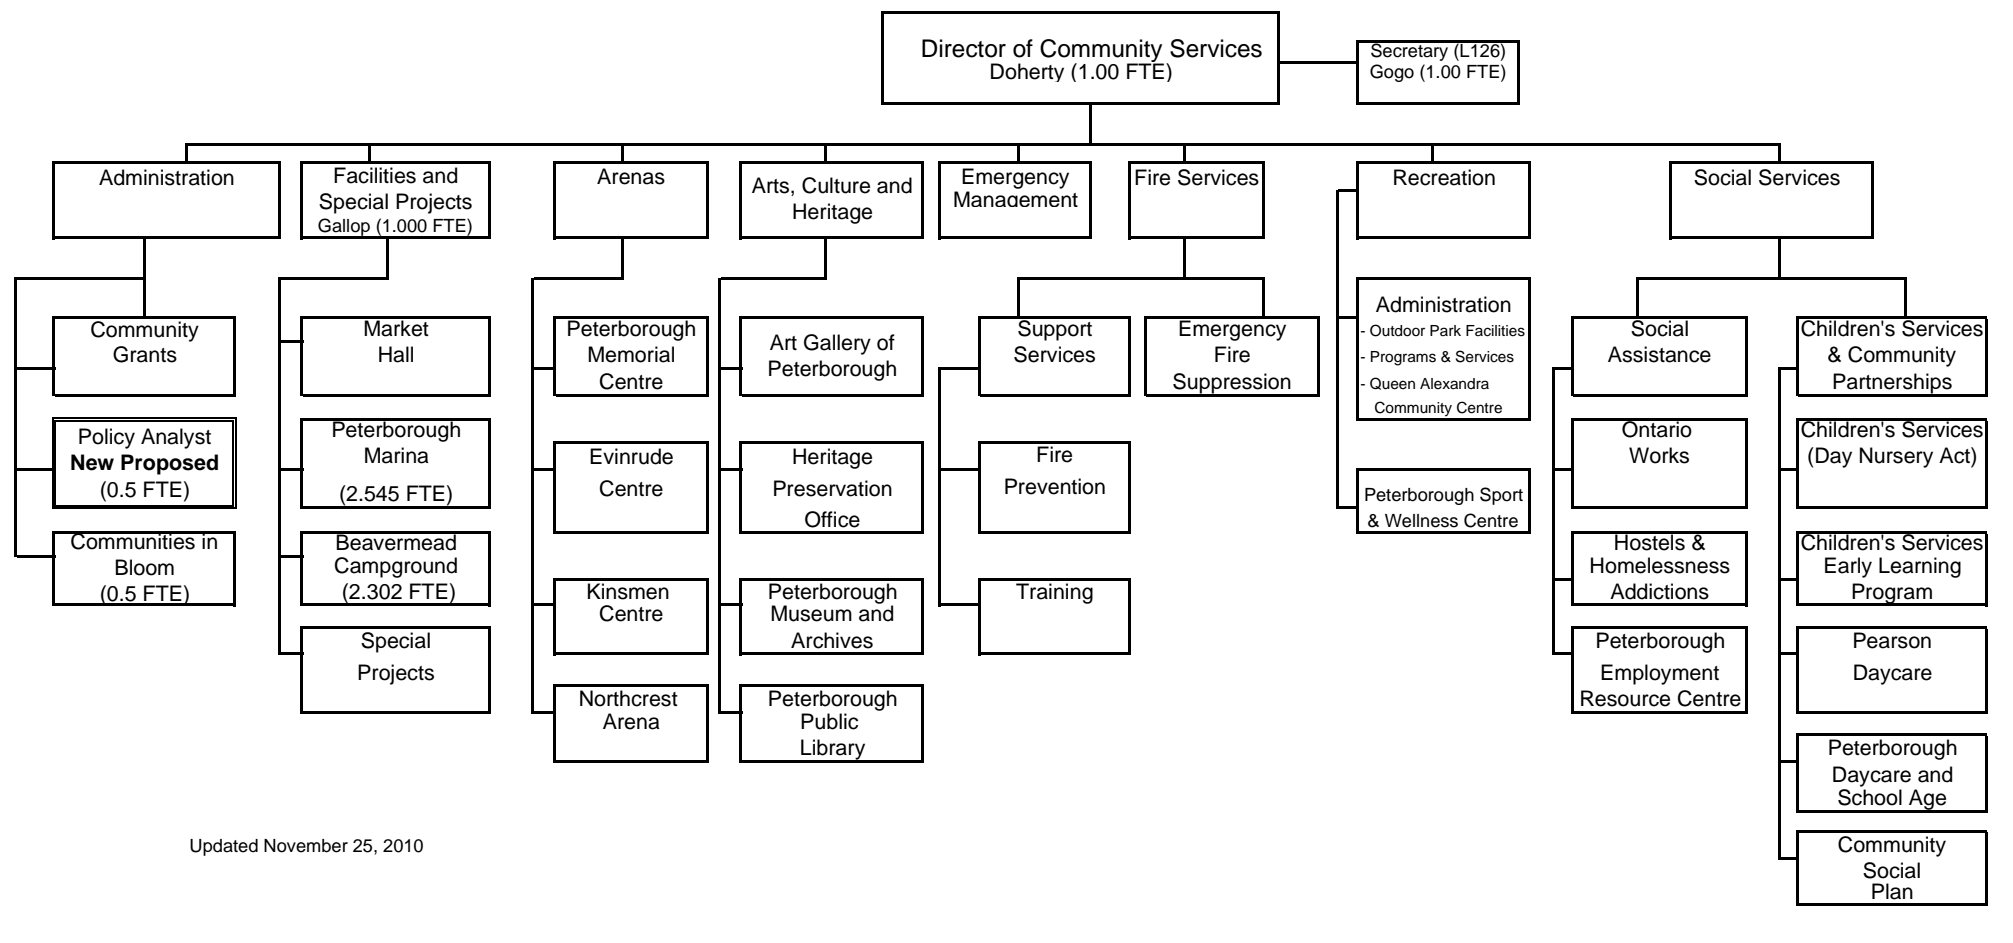 Director of Community Services
Doherty (1.00 FTE)
Secretary (L126)
Gogo (1.00 FTE)
Administration
Facilities and
Special Projects
Gallop (1.000 FTE)
Arenas
Arts, Culture and
Heritage
Emergency
Management
Fire Services
Recreation
Social Services
Community
Grants
Policy Analyst
New Proposed
(0.5 FTE)
Communities in
Bloom
(0.5 FTE)
Market
Hall
Peterborough
Marina
(2.545 FTE)
Beavermead
Campground
(2.302 FTE)
Special
Projects
Peterborough
Memorial
Centre
Evinrude
Centre
Kinsmen
Centre
Northcrest
Arena
Art Gallery of
Peterborough
Heritage
Preservation
Office
Peterborough
Museum and
Archives
Peterborough
Public
Library
Support
Services
Fire
Prevention
Training
Emergency
Fire
Suppression
Administration
- Outdoor Park Facilities
- Programs & Services
- Queen Alexandra
Community Centre
Peterborough Sport
& Wellness Centre
Social
Assistance
Ontario
Works
Hostels &
Homelessness
Addictions
Peterborough
Employment
Resource Centre
Children's Services
& Community
Partnerships
Children's Services
(Day Nursery Act)
Children's Services
Early Learning
Program
Pearson
Daycare
Peterborough
Daycare and
School Age
Community
Social
Plan
Updated November 25, 2010